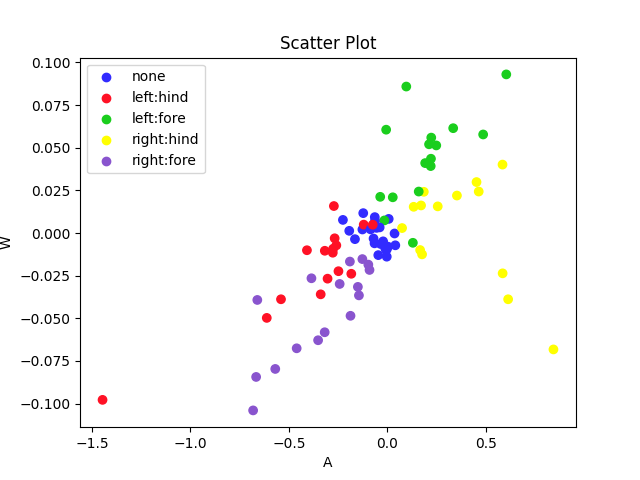 Scatter Plot
none
left:hind
left:fore
right:hind
right:fore
0.100
0.075
0.050
0.025
0.000
−0.025
−0.050
−0.075
−0.100
W
−1.5
−1.0
−0.5
0.0
0.5
A